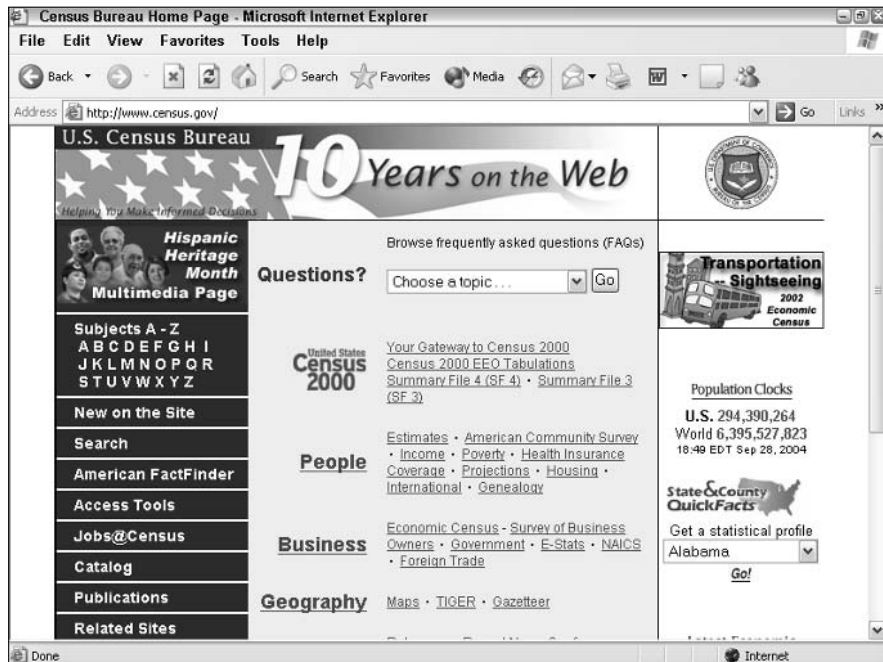 Census Bureau Home Page - Microsoft Internet Explorer
File Edit View Favorites Tools Help
Back Search Favorites Media
Address http://www.census.gov/ Go Links »
U.S. Census Bureau
10 Years on the Web
Helping You Make Informed Decisions
Hispanic
Heritage
Month
Multimedia Page
Subjects A - Z
A B C D E F G H I
J K L M N O P Q R
S T U V W X Y Z
New on the Site
Search
American FactFinder
Access Tools
Jobs@Census
Catalog
Publications
Related Sites
Browse frequently asked questions (FAQs)
Questions?
Choose a topic . . . Go
United States
Census
2000
Your Gateway to Census 2000
Census 2000 EEO Tabulations
Summary File 4 (SF 4) • Summary File 3
(SF 3)
People
Estimates • American Community Survey
• Income • Poverty • Health Insurance
Coverage • Projections • Housing •
International • Genealogy
Business
Economic Census - Survey of Business
Owners • Government • E-Stats • NAICS
• Foreign Trade
Geography
Maps • TIGER • Gazetteer
Transportation
-- Sightseeing
2002
Economic
Census
Population Clocks
U.S. 294,390,264
World 6,395,527,823
18:49 EDT Sep 28, 2004
State&County
QuickFacts
Get a statistical profile
Alabama
Go!
Done
Internet